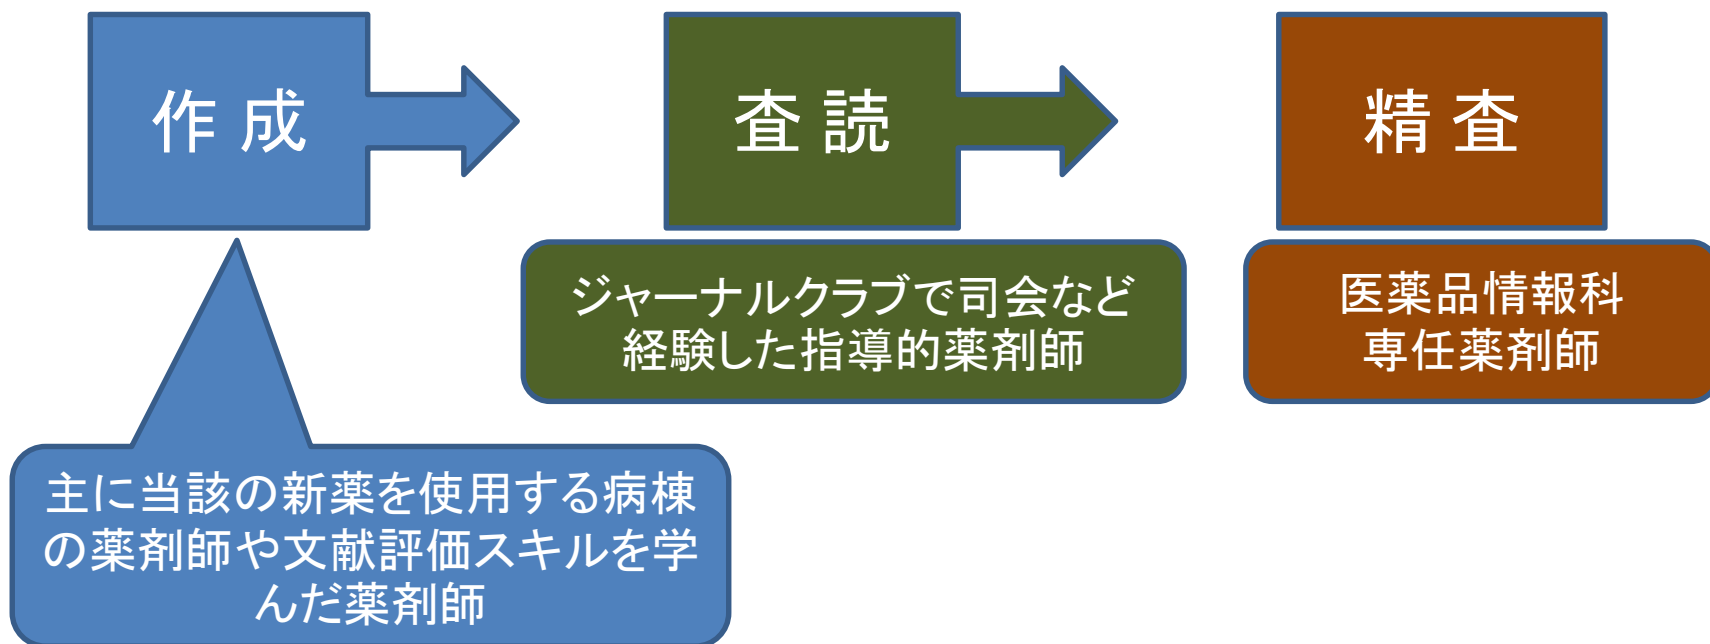 作成
査読
精査
ジャーナルクラブで司会など
経験した指導的薬剤師
医薬品情報科
専任薬剤師
主に当該の新薬を使用する病棟
の薬剤師や文献評価スキルを学
んだ薬剤師